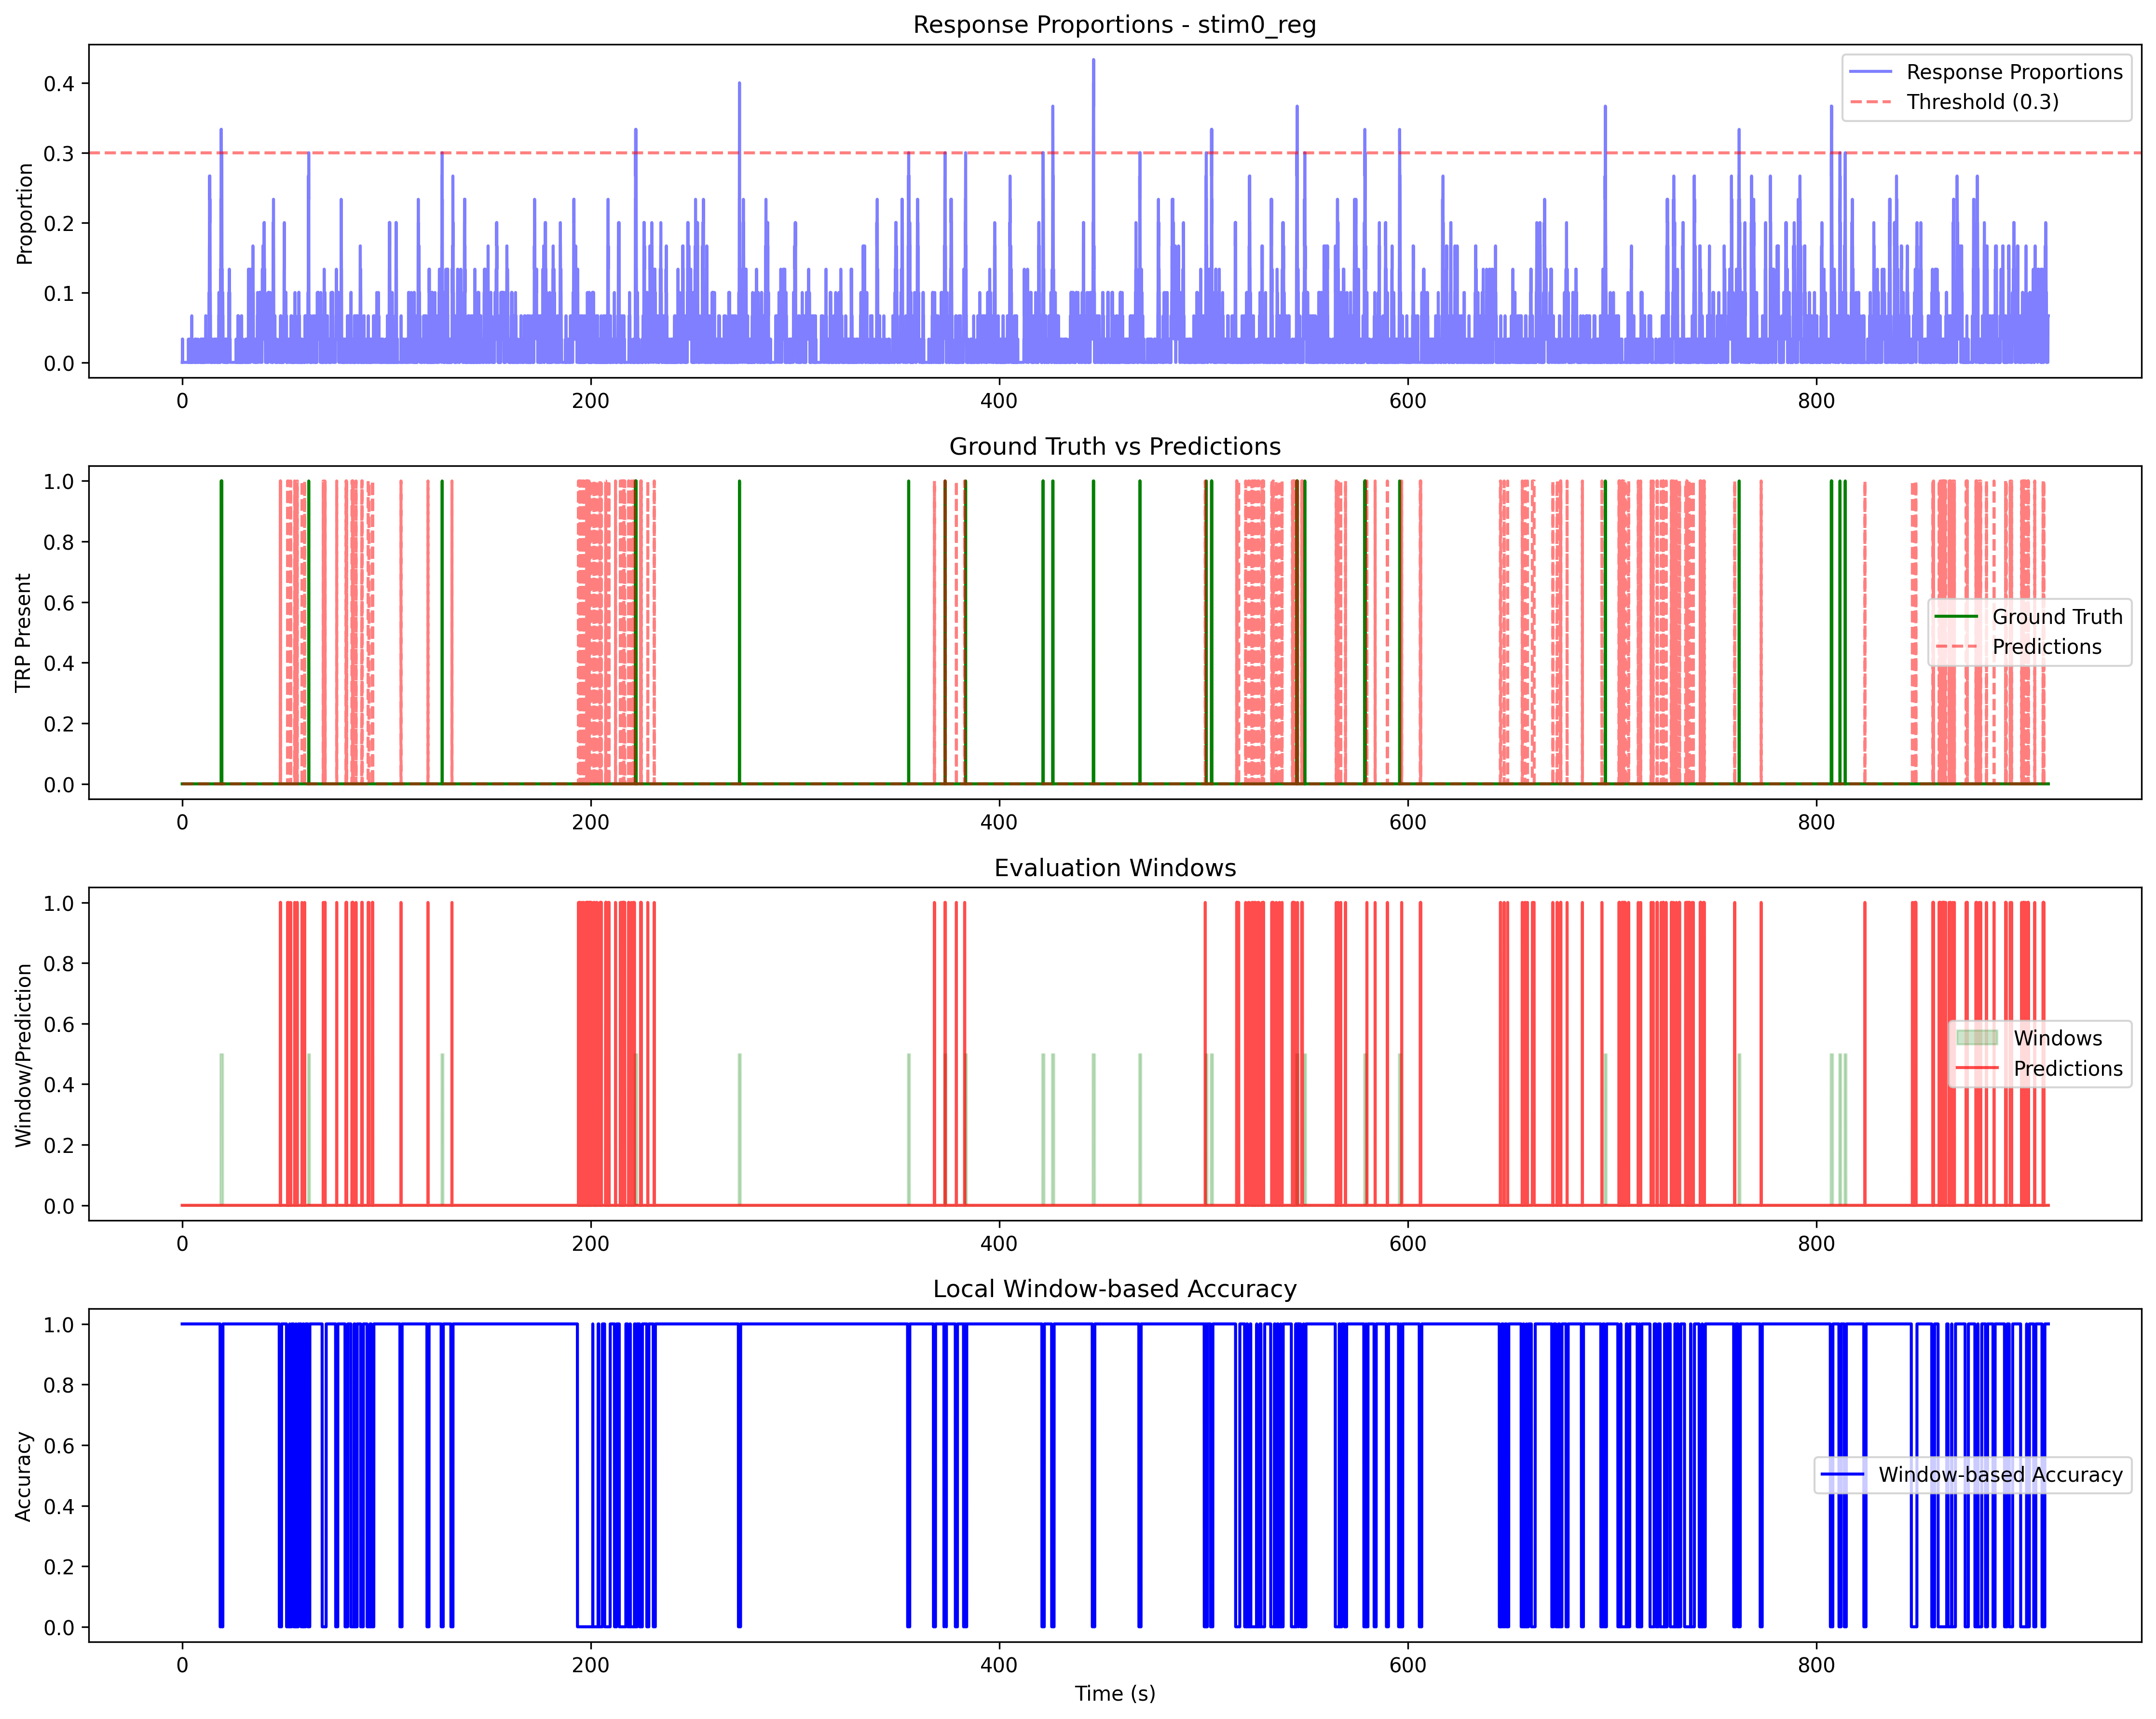 Response Proportions - stim0_reg
Proportion
0.4
0.3
0.2
0.1
0.0
Response Proportions
Threshold (0.3)
0 200 400 600 800
Ground Truth vs Predictions
TRP Present
1.0
0.8
0.6
0.4
0.2
0.0
Ground Truth
Predictions
0 200 400 600 800
Evaluation Windows
Window/Prediction
1.0
0.8
0.6
0.4
0.2
0.0
Windows
Predictions
0 200 400 600 800
Local Window-based Accuracy
Accuracy
1.0
0.8
0.6
0.4
0.2
0.0
Window-based Accuracy
0 200 400 600 800
Time (s)